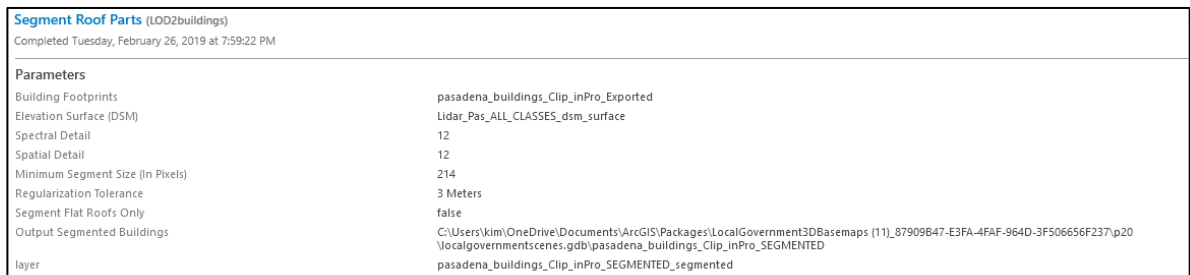 Segment Roof Parts (LOD2buildings)
Completed Tuesday, February 26, 2019 at 7:59:22 PM
Parameters
Building Footprints pasadena_buildings_Clip_inPro_Exported
Elevation Surface (DSM) Lidar_Pas_ALL_CLASSES_dsm_surface
Spectral Detail 12
Spatial Detail 12
Minimum Segment Size (In Pixels) 214
Regularization Tolerance 3 Meters
Segment Flat Roofs Only false
Output Segmented Buildings C:\Users\kim\OneDrive\Documents\ArcGIS\Packages\LocalGovernment3DBasemaps (11)_87909B47-E3FA-4FAF-964D-3F506656F237\p20
\localgovernmentscenes.gdb\pasadena_buildings_Clip_inPro_SEGMENTED
layer pasadena_buildings_Clip_inPro_SEGMENTED_segmented